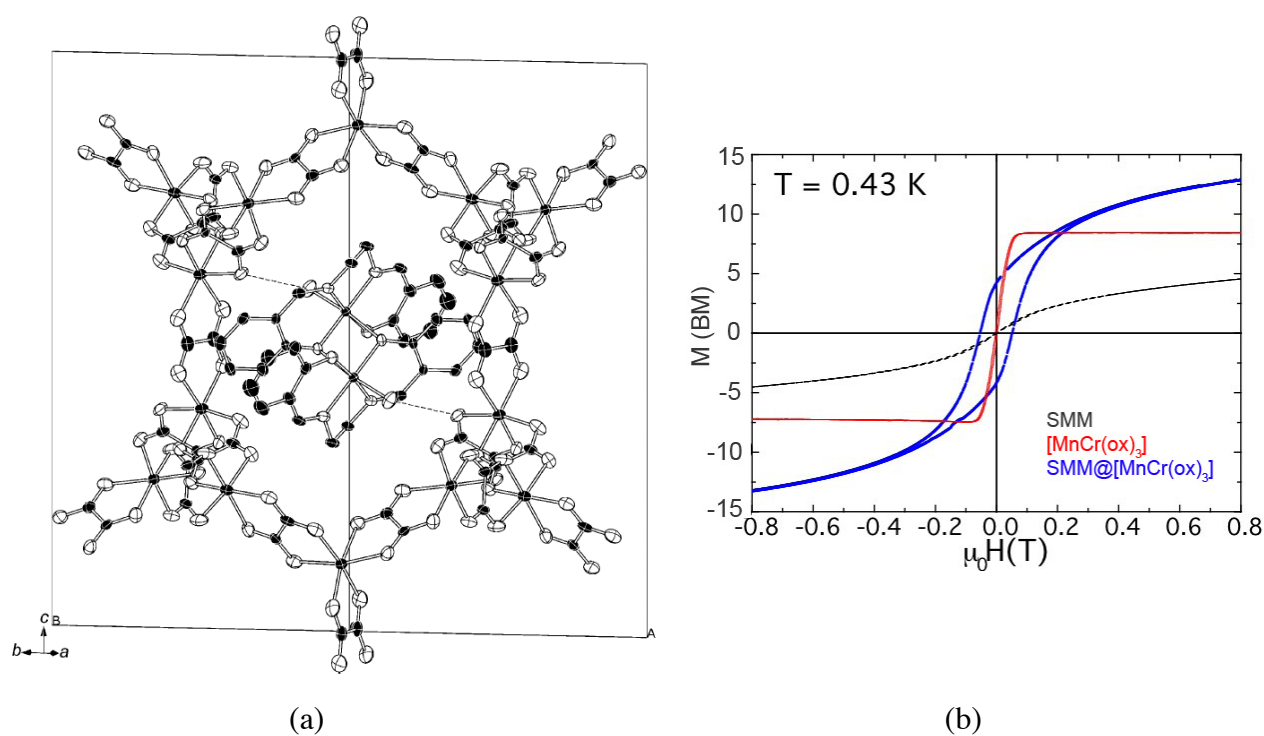 c
B
A
b
a
(a)
T = 0.43 K
M (BM)
15
10
5
0
-5
-10
-15
SMM
[MnCr(ox)3]
SMM@[MnCr(ox)3]
-0.8 -0.6 -0.4 -0.2 0.0 0.2 0.4 0.6 0.8
μ0H(T)
(b)